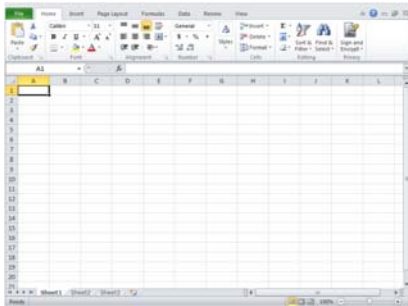 File Home Insert Page Layout Formulas Data Review View
Calibri 11 General Insert
Paste B I U A A $ % , Styles Delete Sort & Find & Sign and
Format Filter Select Encrypt
Clipboard Font Alignment Number Cells Editing Privacy
A1 fx
A B C D E F G H I J K L
1
2
3
4
5
6
7
8
9
10
11
12
13
14
15
16
17
18
19
20
21
Sheet1 Sheet2 Sheet3
Ready 100%